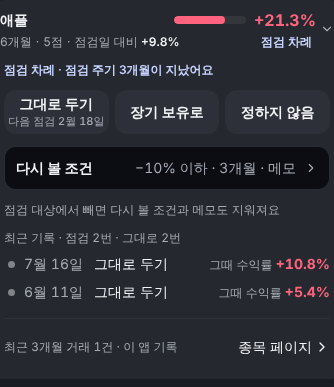 애플 +21.3%
6개월 · 5점 · 점검일 대비 +9.8% 점검 차례
점검 차례 · 점검 주기 3개월이 지났어요
그대로 두기 장기 보유로 정하지 않음
다음 점검 2월 18일
다시 볼 조건 −10% 이하 · 3개월 · 메모
점검 대상에서 빼면 다시 볼 조건과 메모도 지워져요
최근 기록 · 점검 2번 · 그대로 2번
7월 16일 그대로 두기 그때 수익률 +10.8%
6월 11일 그대로 두기 그때 수익률 +5.4%
최근 3개월 거래 1건 · 이 앱 기록 종목 페이지